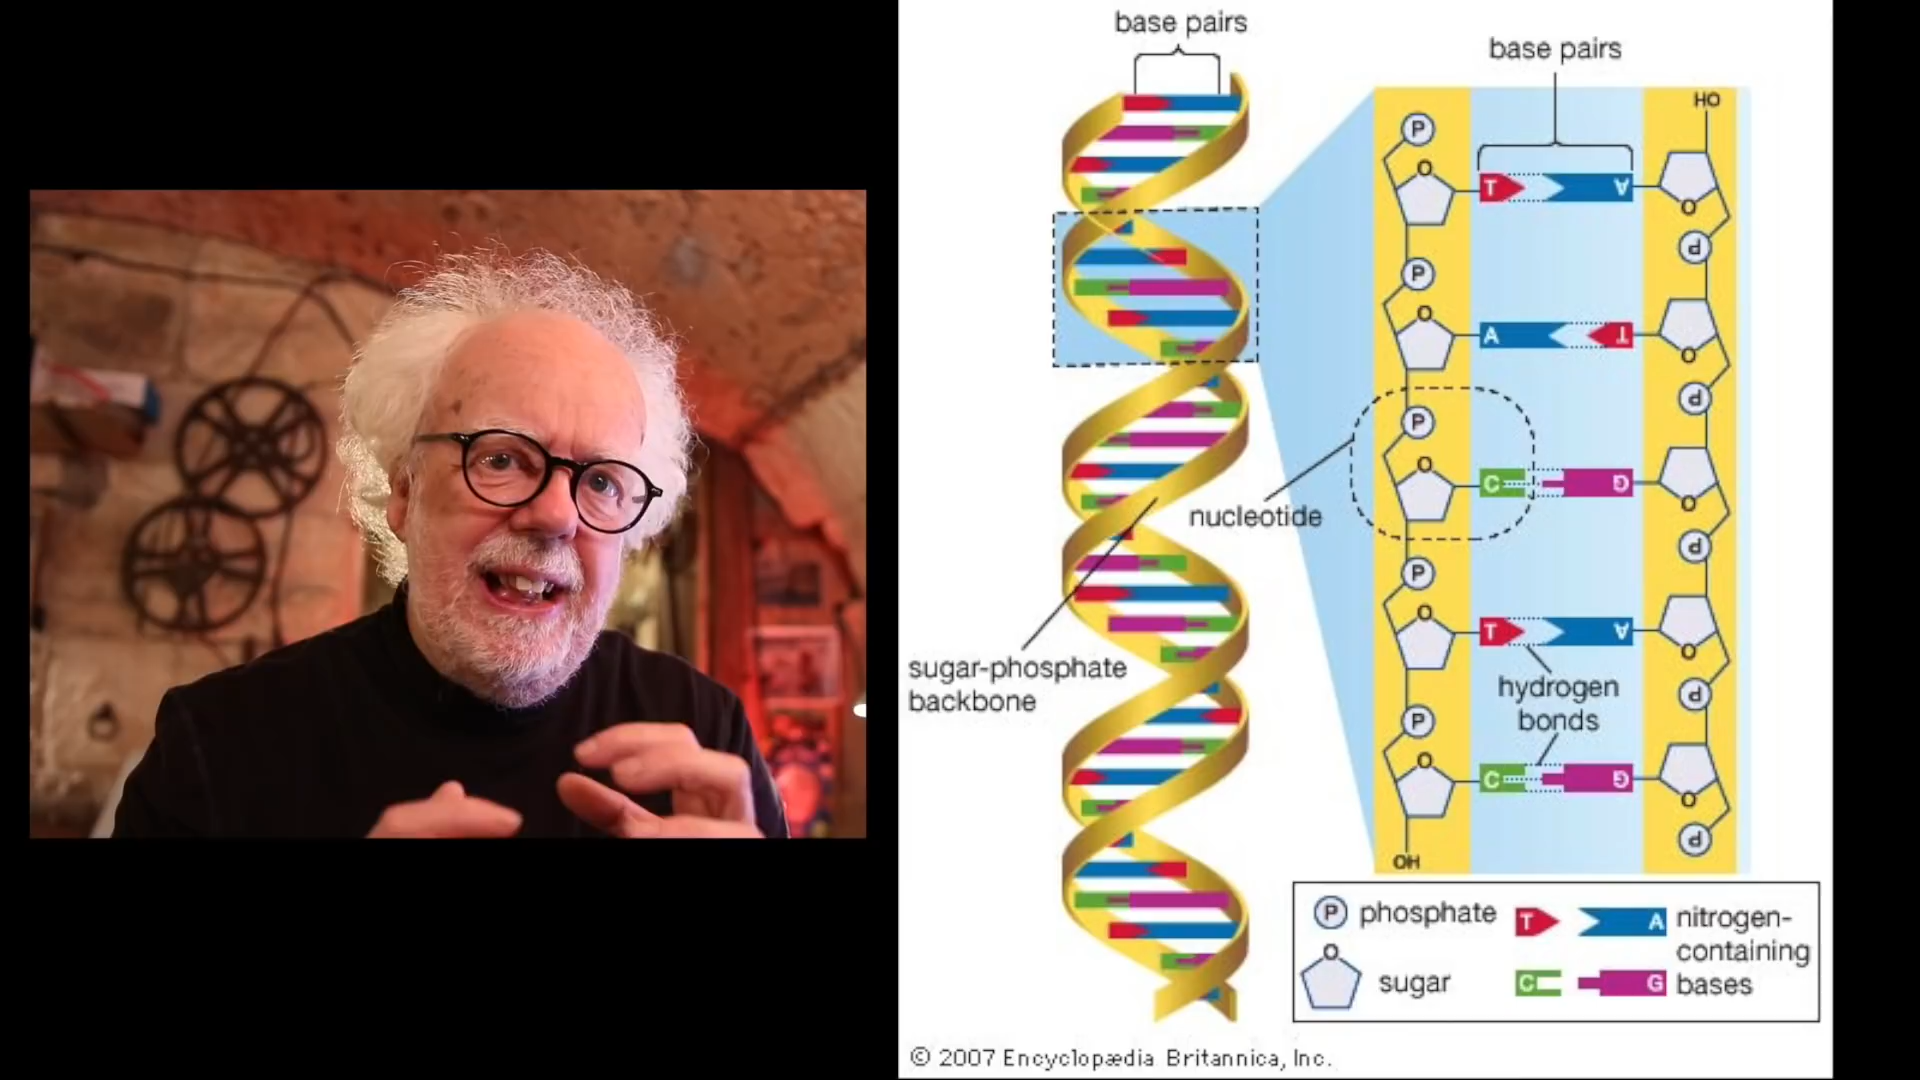 base pairs
base pairs
HO
P
O
T
A
O
P
P
O
A
T
O
P
P
nucleotide
O
C
G
O
P
P
O
T
A
O
sugar-phosphate
backbone
hydrogen
bonds
P
P
O
C
G
O
P
OH
P phosphate
T A nitrogen-
containing
O
sugar
C G bases
© 2007 Encyclopædia Britannica, Inc.